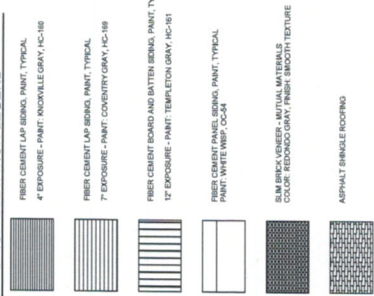 FIBER CEMENT LAP SIDING, PAINT, TYPICAL
4" EXPOSURE - PAINT: KNOXVILLE GRAY, HC-160
FIBER CEMENT LAP SIDING, PAINT, TYPICAL
7" EXPOSURE - PAINT: COVENTRY GRAY, HC-169
FIBER CEMENT BOARD AND BATTEN SIDING, PAINT, TY
12" EXPOSURE - PAINT: TEMPLETON GRAY, HC-161
FIBER CEMENT PANEL SIDING, PAINT, TYPICAL
PAINT: WHITE WISP, OC-54
SLIM BRICK VENEER - MUTUAL MATERIALS
COLOR: REDONDO GRAY, FINISH: SMOOTH TEXTURE
ASPHALT SHINGLE ROOFING